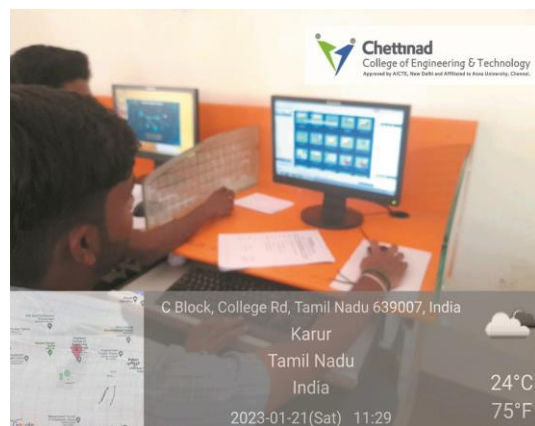 Chettinad
College of Engineering & Technology
Approved by AICTE, New Delhi and Affiliated to Anna University, Chennai.
C Block, College Rd, Tamil Nadu 639007, India
Karur
Tamil Nadu
India
2023-01-21(Sat) 11:29
24°C
75°F
Google